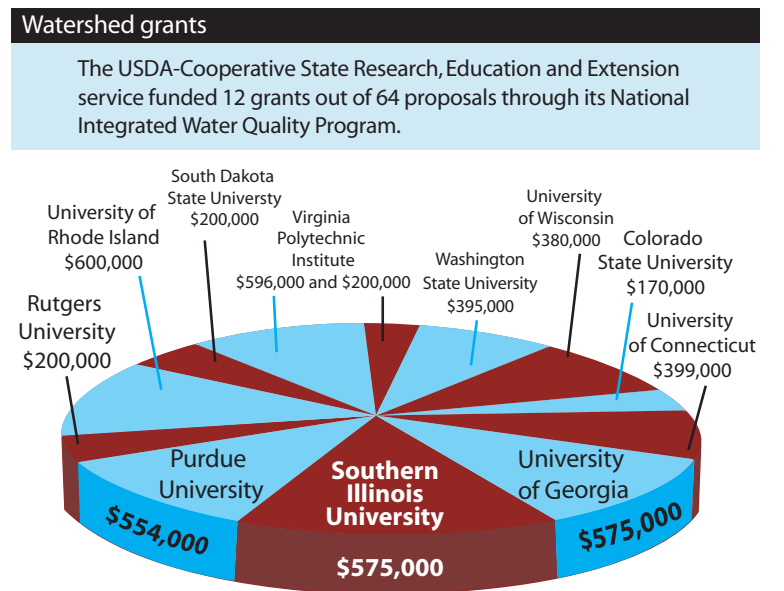 Watershed grants
The USDA-Cooperative State Research, Education and Extension
service funded 12 grants out of 64 proposals through its National
Integrated Water Quality Program.
South Dakota
State Universty
$200,000
University of
Rhode Island
$600,000
Virginia
Polytechnic
Institute
$596,000 and $200,000
Washington
State University
$395,000
University
of Wisconsin
$380,000
Colorado
State University
$170,000
University
of Connecticut
$399,000
Rutgers
University
$200,000
Purdue
University
$554,000
Southern
Illinois
University
$575,000
University
of Georgia
$575,000